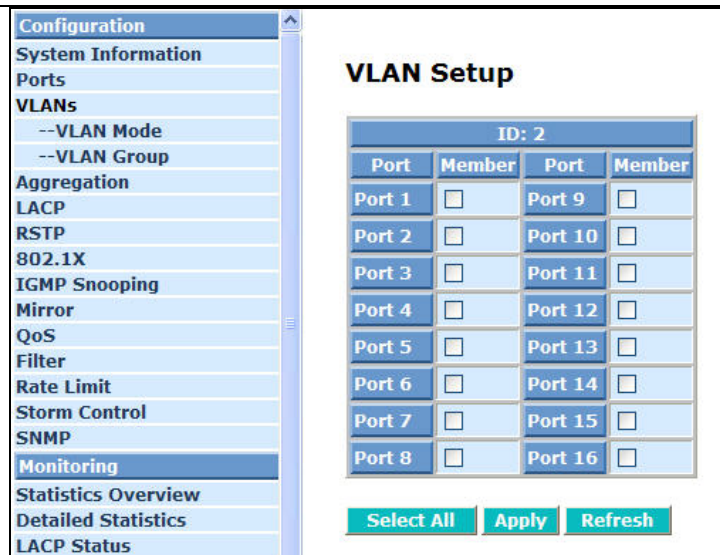 Configuration
System Information
Ports
VLANs
--VLAN Mode
--VLAN Group
Aggregation
LACP
RSTP
802.1X
IGMP Snooping
Mirror
QoS
Filter
Rate Limit
Storm Control
SNMP
Monitoring
Statistics Overview
Detailed Statistics
LACP Status
VLAN Setup
ID: 2
Port Member Port Member
Port 1 Port 9
Port 2 Port 10
Port 3 Port 11
Port 4 Port 12
Port 5 Port 13
Port 6 Port 14
Port 7 Port 15
Port 8 Port 16
Select All Apply Refresh